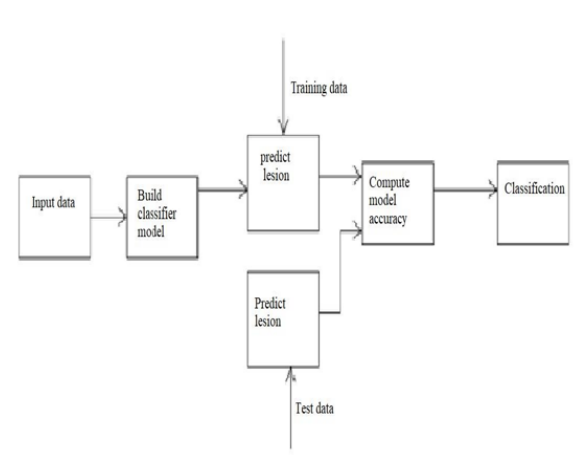 Training data
predict
lesion
Input data
Build
classifier
model
Compute
model
accuracy
Classification
Predict
lesion
Test data